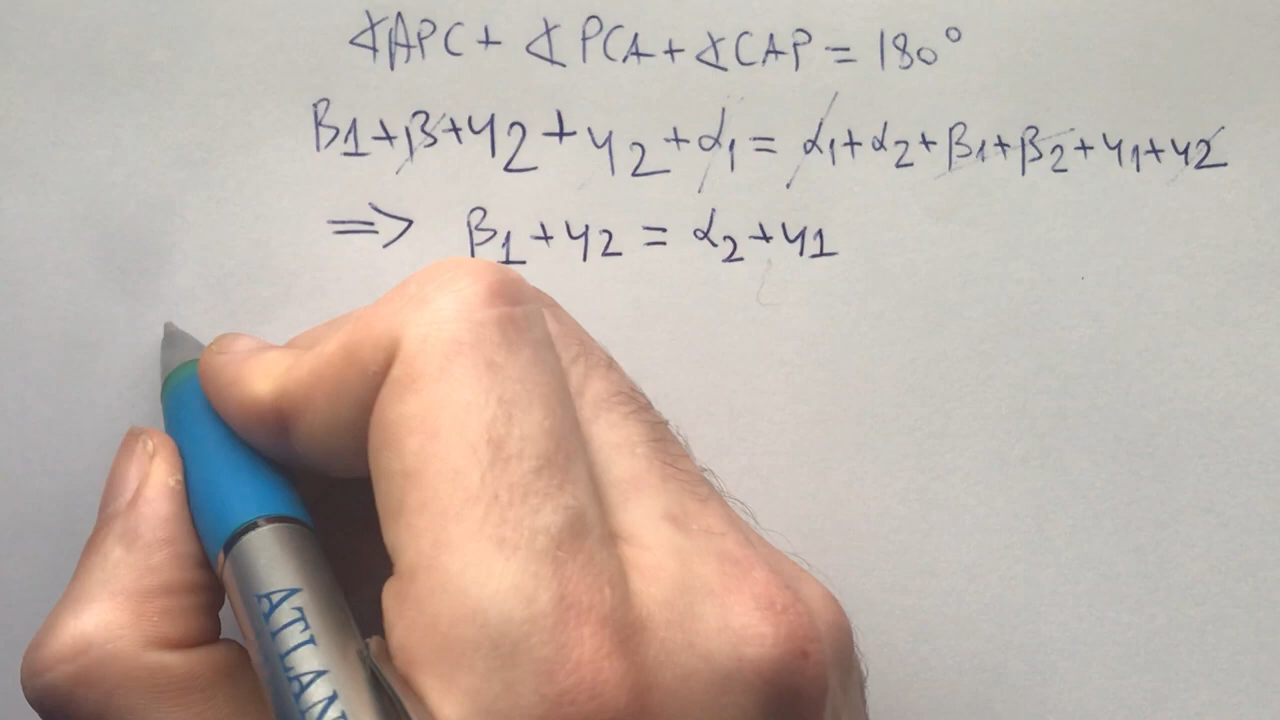 ∢APC + ∢PCA + ∢CAP = 180°
β1 + β + γ2 + γ2 + α1 = α1 + α2 + β1 + β2 + γ1 + γ2
=> β1 + γ2 = α2 + γ1
ATLAN